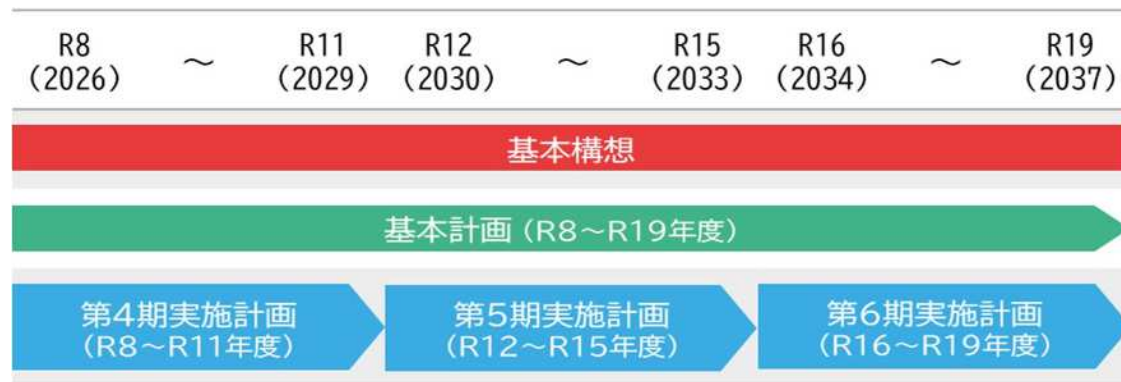 R8 ～ R11 R12 ～ R15 R16 ～ R19
(2026) (2029) (2030) (2033) (2034) (2037)
基本構想
基本計画（R8～R19年度）
第4期実施計画 第5期実施計画 第6期実施計画
（R8～R11年度） （R12～R15年度） （R16～R19年度）